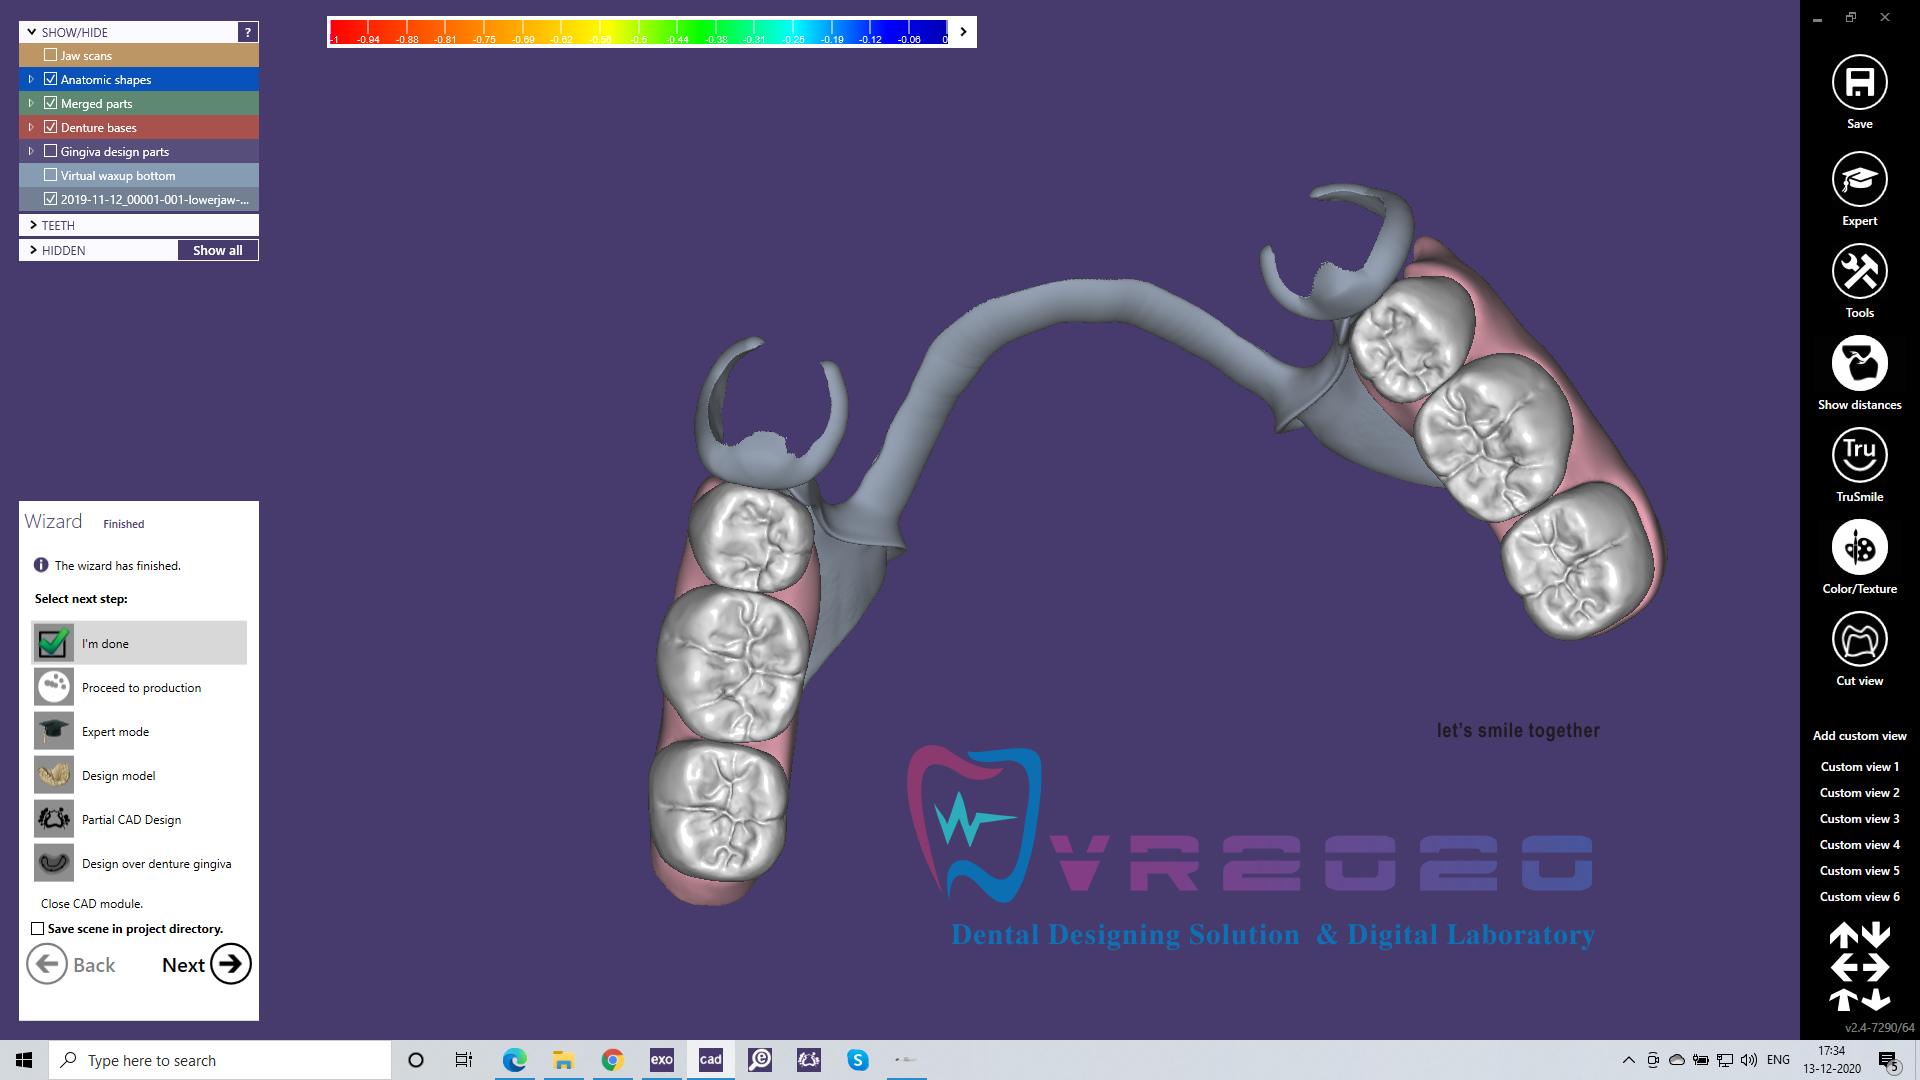 SHOW/HIDE ?
Jaw scans
Anatomic shapes
Merged parts
Denture bases
Gingiva design parts
Virtual waxup bottom
2019-11-12_00001-001-lowerjaw-...
TEETH
HIDDEN Show all
-1 -0.94 -0.88 -0.81 -0.75 -0.69 -0.62 -0.56 -0.5 -0.44 -0.38 -0.31 -0.25 -0.19 -0.12 -0.06 0
Save
Expert
Tools
Show distances
Tru
TruSmile
Color/Texture
Cut view
Add custom view
Custom view 1
Custom view 2
Custom view 3
Custom view 4
Custom view 5
Custom view 6
v2.4-7290/64
Wizard Finished
The wizard has finished.
Select next step:
I'm done
Proceed to production
Expert mode
Design model
Partial CAD Design
Design over denture gingiva
Close CAD module.
Save scene in project directory.
Back Next
let's smile together
VR2020
Dental Designing Solution & Digital Laboratory
Type here to search
exo
cad
ENG
17:34
13-12-2020
5